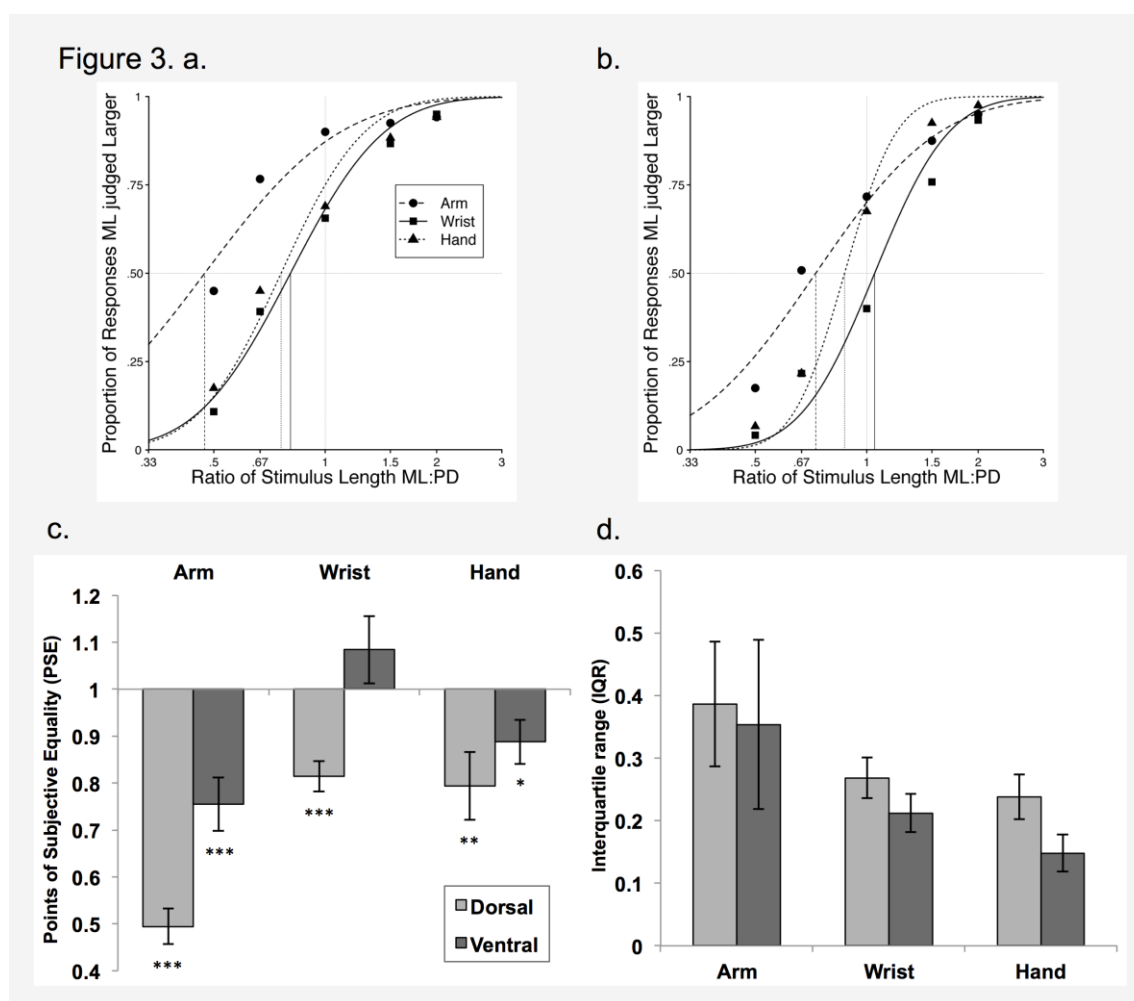 Figure 3. a.
b.
Proportion of Responses ML judged Larger
1
.75
.50
.25
0
Arm
Wrist
Hand
.33 .5 .67 1 1.5 2 3
Ratio of Stimulus Length ML:PD
Proportion of Responses ML judged Larger
1
.75
.50
.25
0
.33 .5 .67 1 1.5 2 3
Ratio of Stimulus Length ML:PD
c.
Arm Wrist Hand
Points of Subjective Equality (PSE)
1.2
1.1
1
0.9
0.8
0.7
0.6
0.5
0.4
***
***
***
**
*
Dorsal
Ventral
d.
Interquartile range (IQR)
0.6
0.5
0.4
0.3
0.2
0.1
0
Arm Wrist Hand